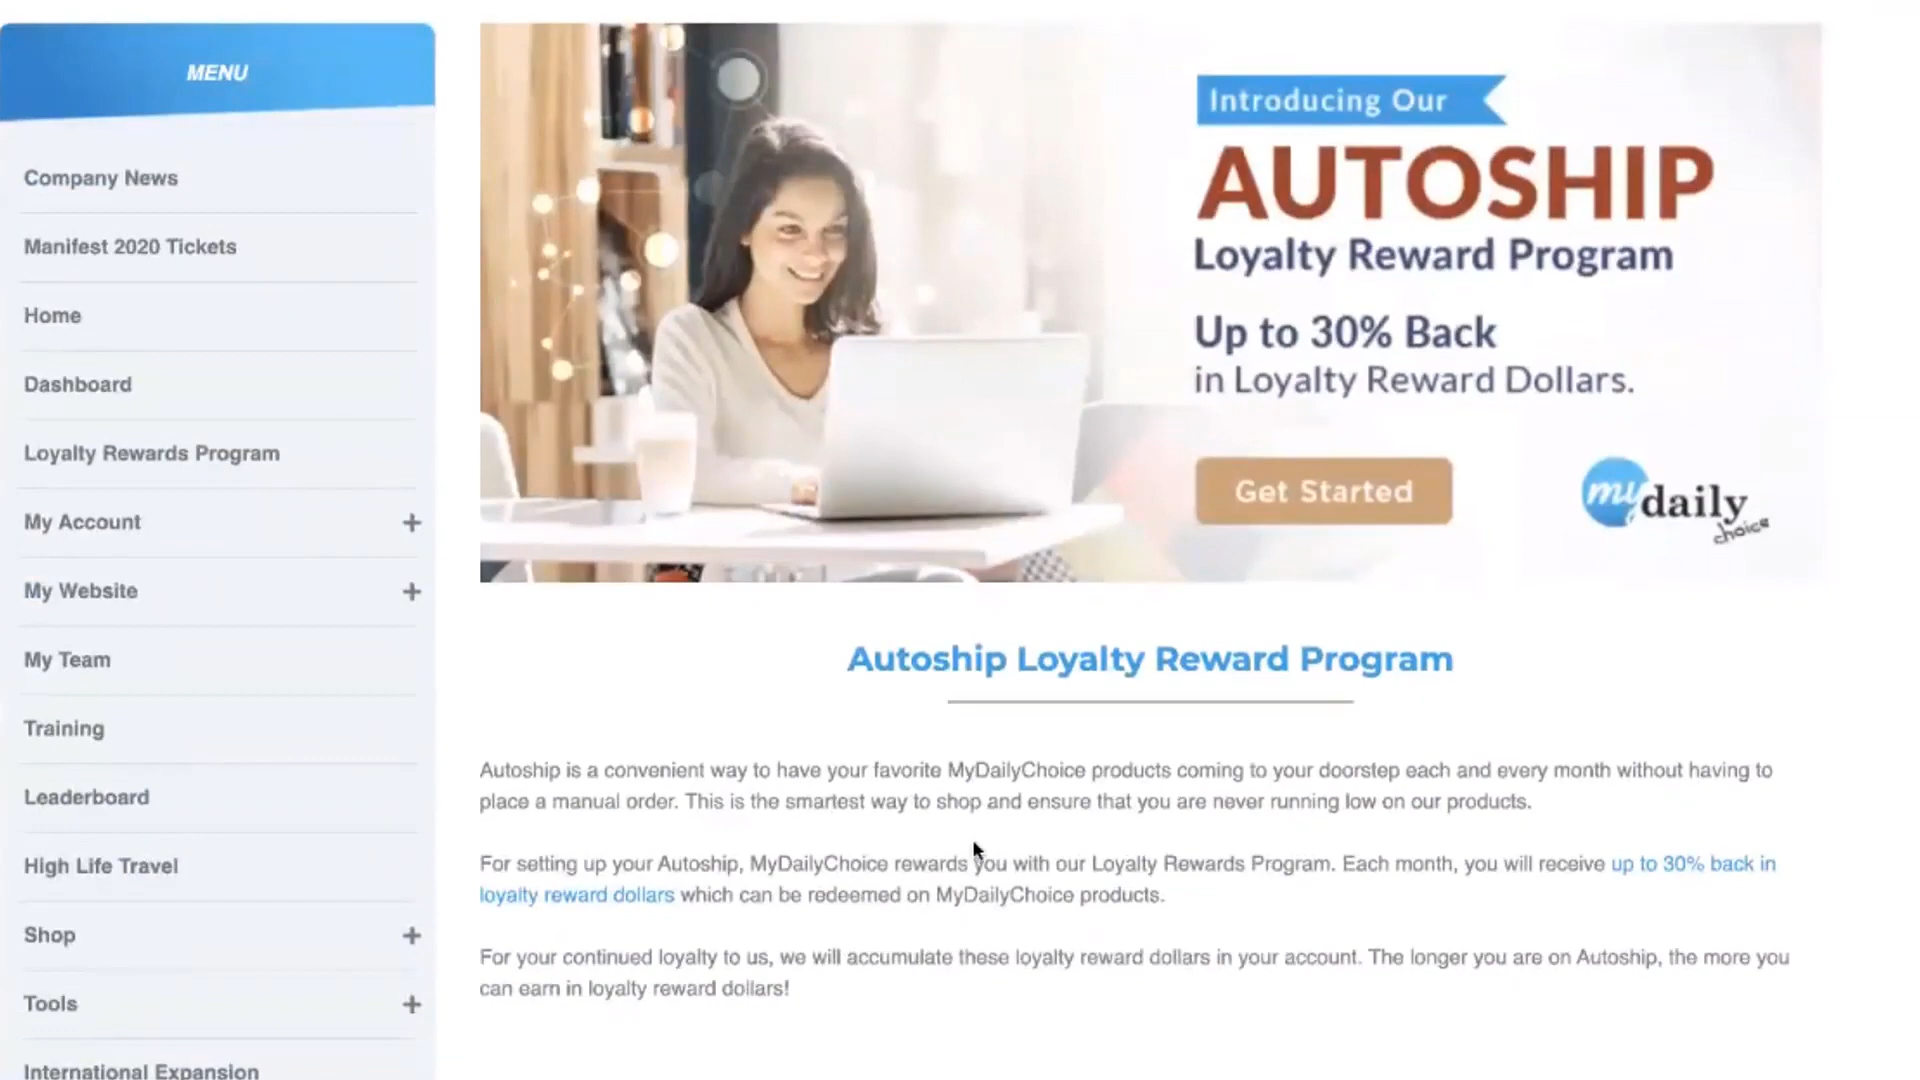 MENU
Company News
Manifest 2020 Tickets
Home
Dashboard
Loyalty Rewards Program
My Account +
My Website +
My Team
Training
Leaderboard
High Life Travel
Shop +
Tools +
International Expansion
Introducing Our
AUTOSHIP
Loyalty Reward Program
Up to 30% Back
in Loyalty Reward Dollars.
Get Started
mydaily
choice
Autoship Loyalty Reward Program
Autoship is a convenient way to have your favorite MyDailyChoice products coming to your doorstep each and every month without having to
place a manual order. This is the smartest way to shop and ensure that you are never running low on our products.
For setting up your Autoship, MyDailyChoice rewards you with our Loyalty Rewards Program. Each month, you will receive up to 30% back in
loyalty reward dollars which can be redeemed on MyDailyChoice products.
For your continued loyalty to us, we will accumulate these loyalty reward dollars in your account. The longer you are on Autoship, the more you
can earn in loyalty reward dollars!